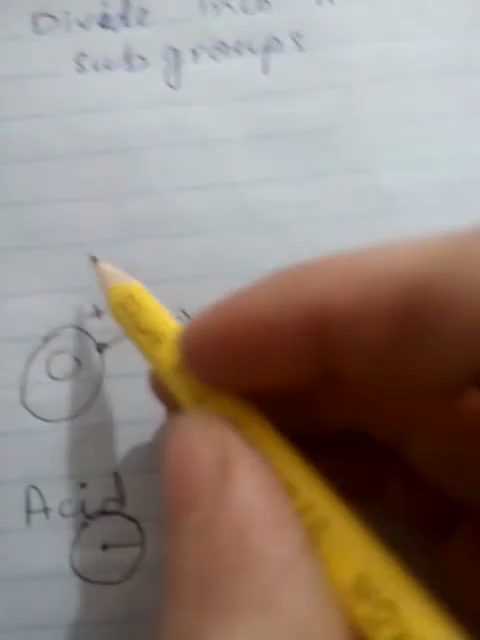 Divide into
sub groups
+
Acid